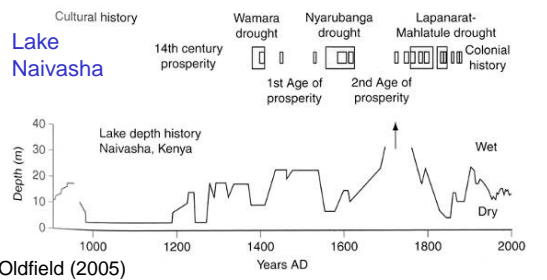 Cultural history
Lake
Naivasha
14th century
prosperity
Wamara
drought
Nyarubanga
drought
Lapanarat-
Mahlatule drought
Colonial
history
1st Age of
prosperity
2nd Age of
prosperity
Lake depth history
Naivasha, Kenya
Wet
Dry
Depth (m)
40
30
20
10
0
1000
1200
1400
1600
1800
2000
Years AD
Oldfield (2005)